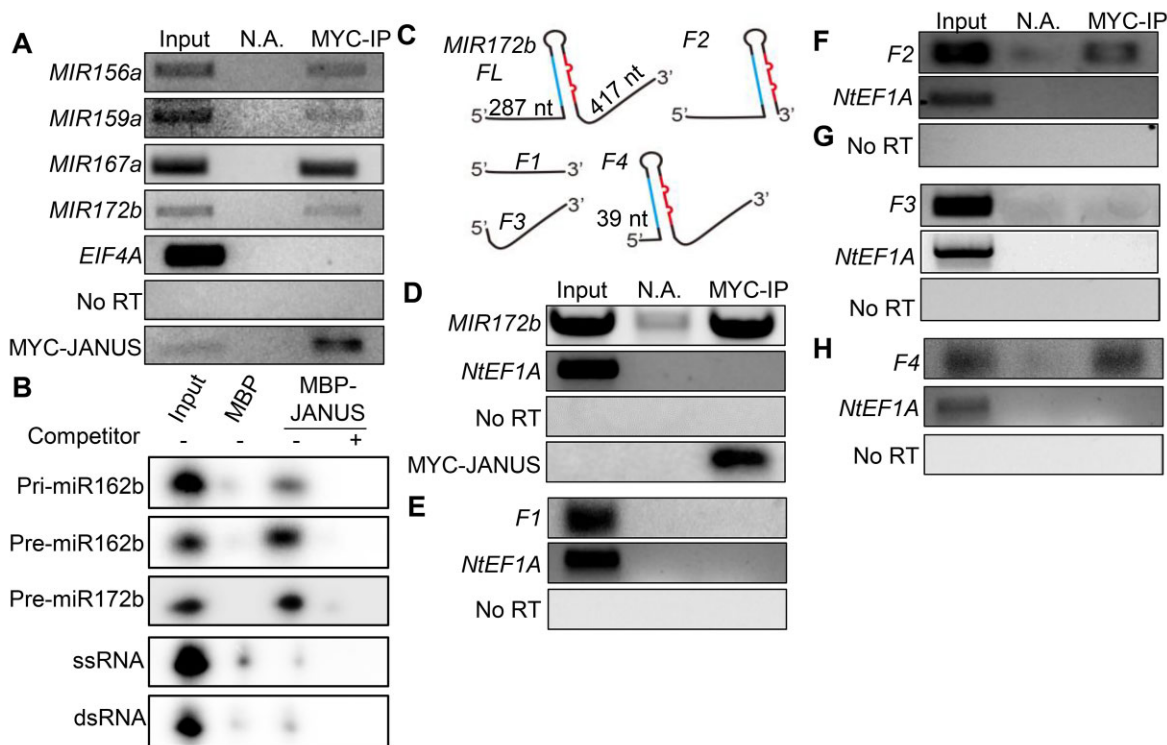 A
Input N.A. MYC-IP
MIR156a
MIR159a
MIR167a
MIR172b
EIF4A
No RT
MYC-JANUS
B
Input MBP MBP-
JANUS
Competitor - - - +
Pri-miR162b
Pre-miR162b
Pre-miR172b
ssRNA
dsRNA
C
MIR172b
FL
5’ 287 nt 417 nt 3’
F2
5’ 3’
5’ F1 3’
5’ F3 3’
F4
39 nt
5’ 3’
D
Input N.A. MYC-IP
MIR172b
NtEF1A
No RT
MYC-JANUS
E
F1
NtEF1A
No RT
F
Input N.A. MYC-IP
F2
NtEF1A
G
No RT
F3
NtEF1A
No RT
H
F4
NtEF1A
No RT